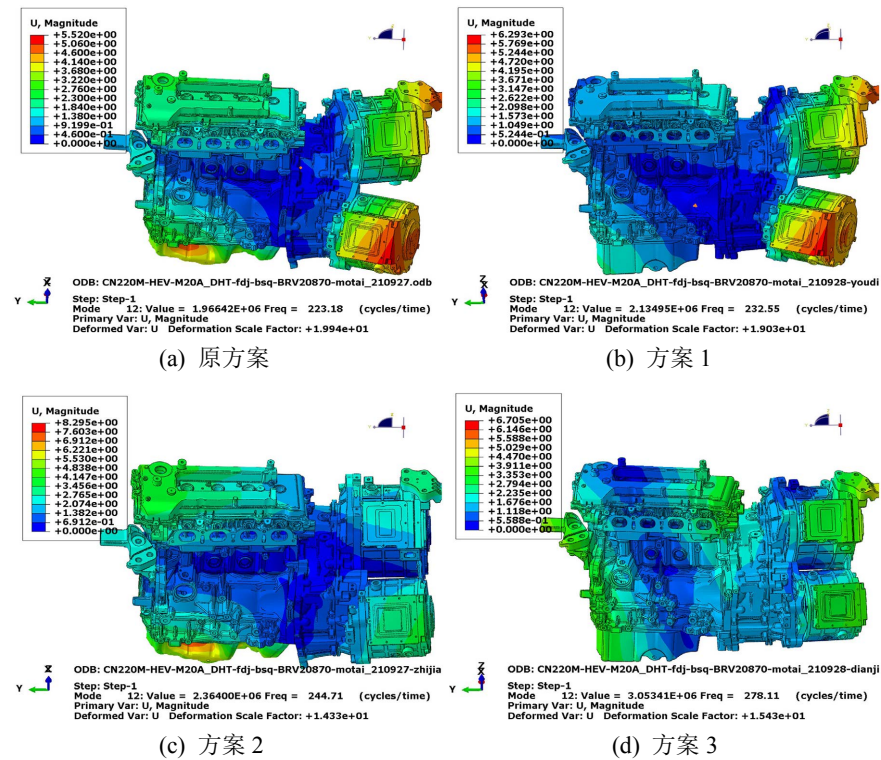 U, Magnitude
+5.520e+00
+5.060e+00
+4.600e+00
+4.140e+00
+3.680e+00
+3.220e+00
+2.760e+00
+2.300e+00
+1.840e+00
+1.380e+00
+9.199e-01
+4.600e-01
+0.000e+00
Y
ODB: CN220M-HEV-M20A_DHT-fdj-bsq-BRV20870-motai_210927.odb
Step: Step-1
Mode 12: Value = 1.96642E+06 Freq = 223.18 (cycles/time)
Primary Var: U, Magnitude
Deformed Var: U Deformation Scale Factor: +1.994e+01
(a) 原方案
U, Magnitude
+6.293e+00
+5.769e+00
+5.244e+00
+4.720e+00
+4.195e+00
+3.671e+00
+3.147e+00
+2.622e+00
+2.098e+00
+1.573e+00
+1.049e+00
+5.244e-01
+0.000e+00
Z
Y
ODB: CN220M-HEV-M20A_DHT-fdj-bsq-BRV20870-motai_210928-youdi
Step: Step-1
Mode 12: Value = 2.13495E+06 Freq = 232.55 (cycles/time)
Primary Var: U, Magnitude
Deformed Var: U Deformation Scale Factor: +1.903e+01
(b) 方案 1
U, Magnitude
+8.295e+00
+7.603e+00
+6.912e+00
+6.221e+00
+5.530e+00
+4.838e+00
+4.147e+00
+3.456e+00
+2.765e+00
+2.074e+00
+1.382e+00
+6.912e-01
+0.000e+00
Y
ODB: CN220M-HEV-M20A_DHT-fdj-bsq-BRV20870-motai_210927-zhijia
Step: Step-1
Mode 12: Value = 2.36400E+06 Freq = 244.71 (cycles/time)
Primary Var: U, Magnitude
Deformed Var: U Deformation Scale Factor: +1.433e+01
(c) 方案 2
U, Magnitude
+6.705e+00
+6.146e+00
+5.588e+00
+5.029e+00
+4.470e+00
+3.911e+00
+3.353e+00
+2.794e+00
+2.235e+00
+1.676e+00
+1.118e+00
+5.588e-01
+0.000e+00
Z
Y
ODB: CN220M-HEV-M20A_DHT-fdj-bsq-BRV20870-motai_210928-dianji
Step: Step-1
Mode 12: Value = 3.05341E+06 Freq = 278.11 (cycles/time)
Primary Var: U, Magnitude
Deformed Var: U Deformation Scale Factor: +1.543e+01
(d) 方案 3